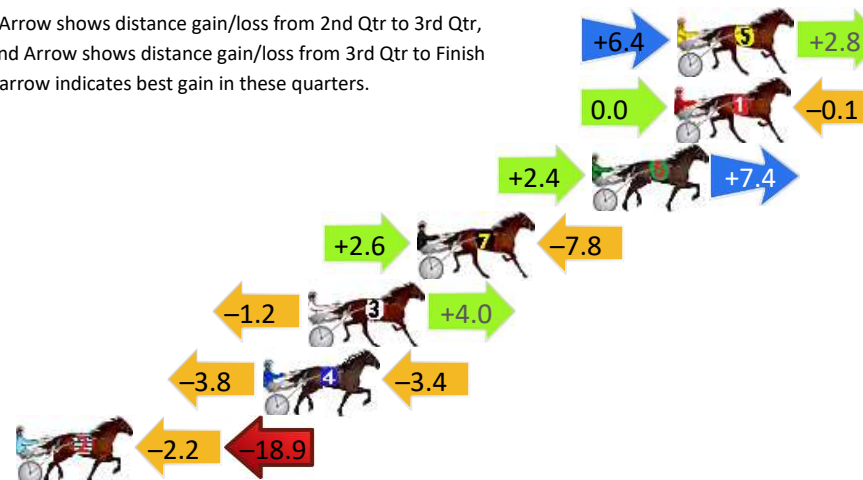 Arrow shows distance gain/loss from 2nd Qtr to 3rd Qtr,
nd Arrow shows distance gain/loss from 3rd Qtr to Finish
arrow indicates best gain in these quarters.
+6.4 5 +2.8
0.0 1 –0.1
+2.4 6 +7.4
+2.6 7 –7.8
–1.2 3 +4.0
–3.8 4 –3.4
–2.2 –18.9